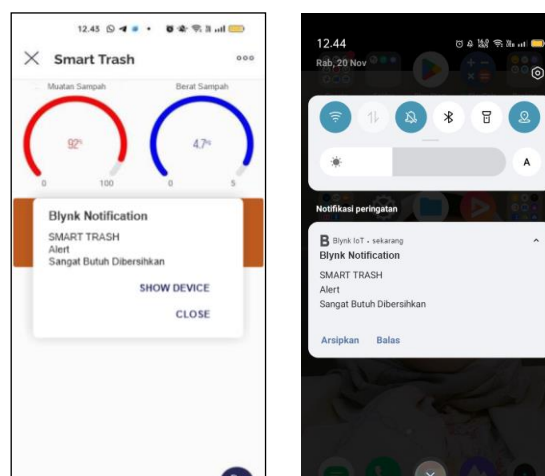 12.43
Smart Trash
Muatan Sampah
Berat Sampah
92%
4.7
0
100
0
5
Blynk Notification
SMART TRASH
Alert
Sangat Butuh Dibersihkan
SHOW DEVICE
CLOSE
12.44
Rab, 20 Nov
A
Notifikasi peringatan
B Blynk IoT • sekarang
Blynk Notification
SMART TRASH
Alert
Sangat Butuh Dibersihkan
Arsipkan Balas